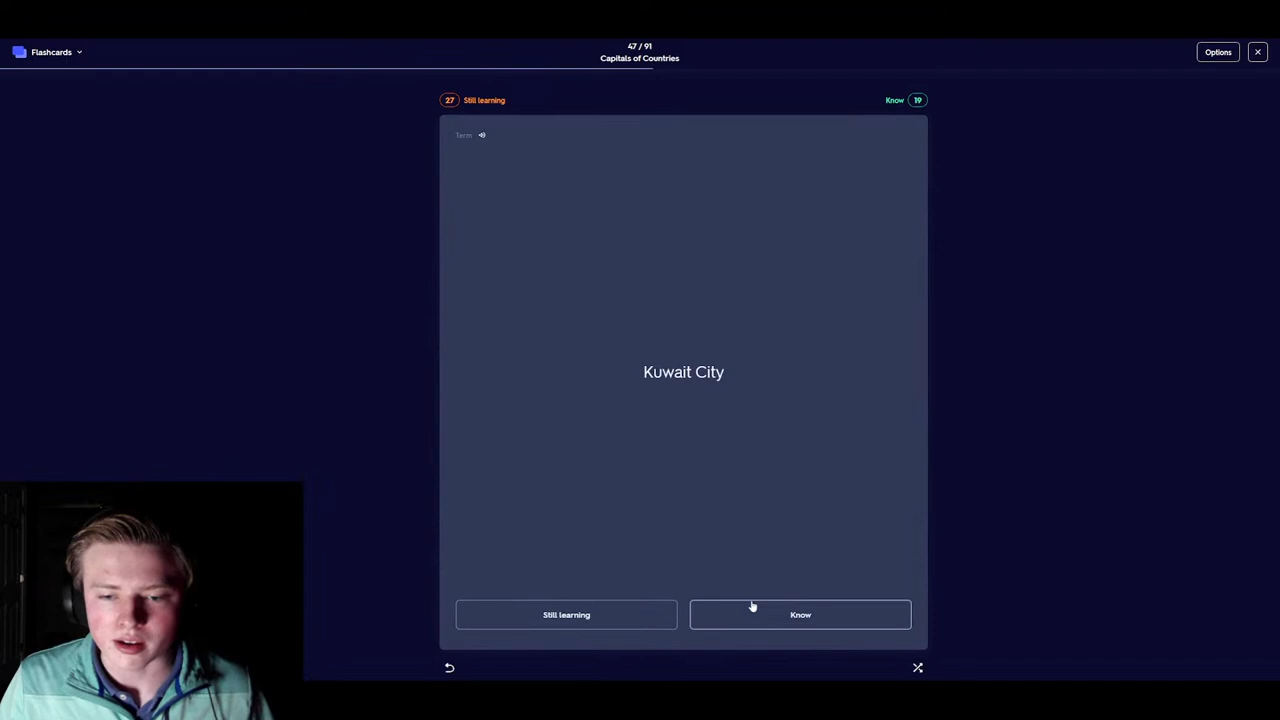 Flashcards
47 / 91
Capitals of Countries
Options
27 Still learning
Know 19
Term
Kuwait City
Still learning
Know